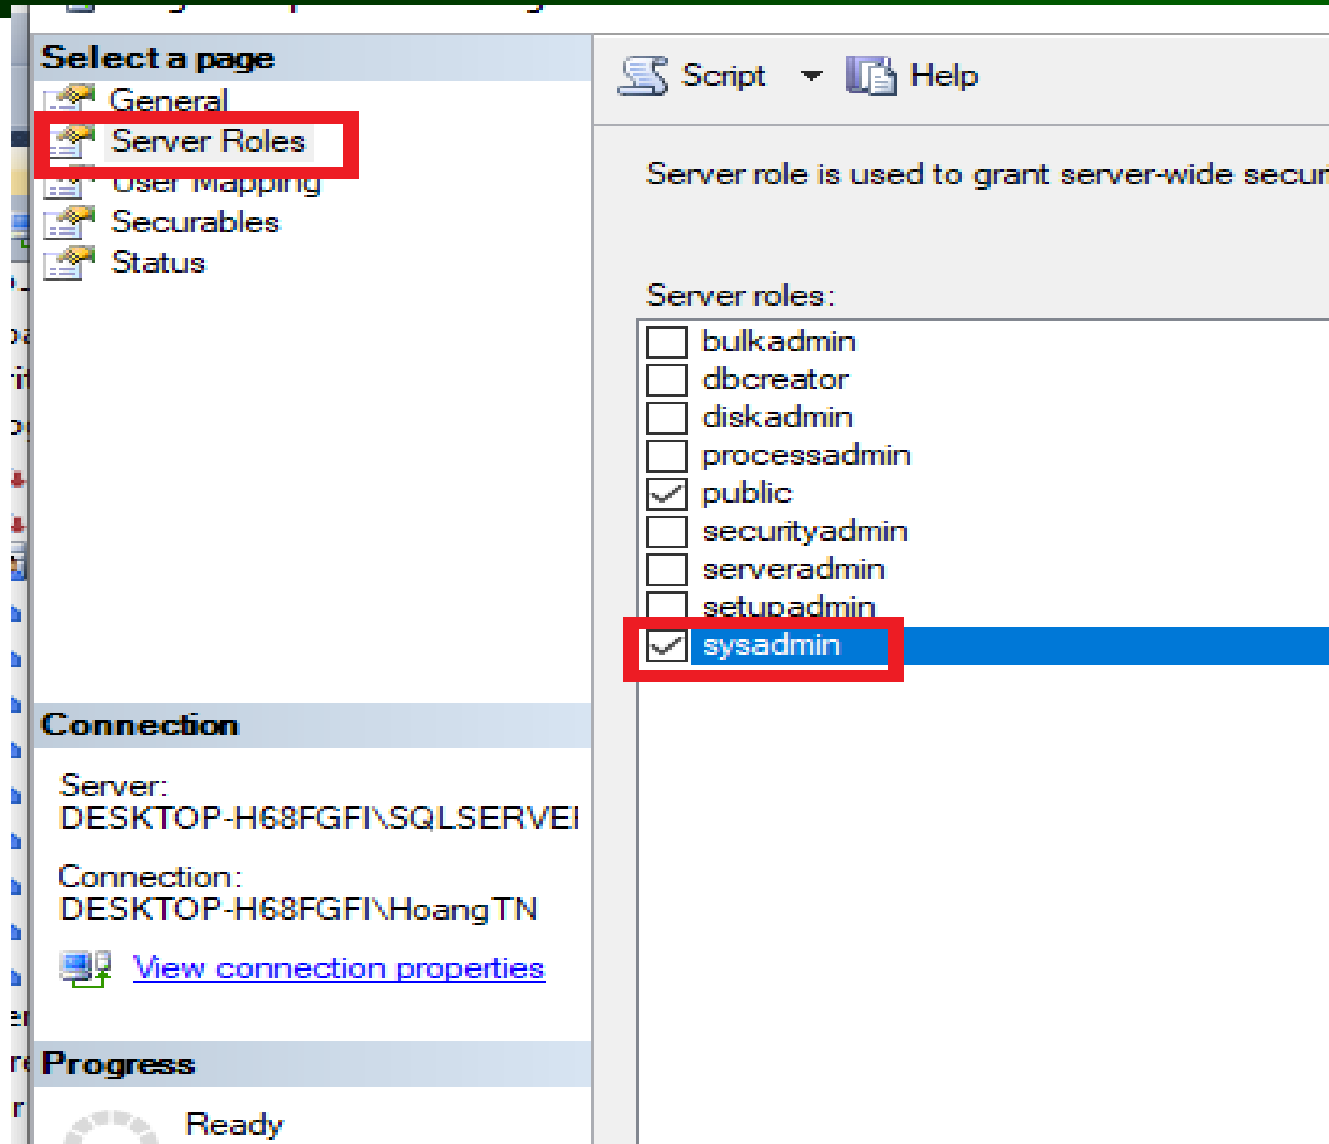 Select a page
General
Server Roles
User Mapping
Securables
Status
Script
Help
Server role is used to grant server-wide securi
Server roles:
bulkadmin
dbcreator
diskadmin
processadmin
public
securityadmin
serveradmin
setupadmin
sysadmin
Connection
Server:
DESKTOP-H68FGFI\SQLSERVE
Connection:
DESKTOP-H68FGFI\HoangTN
View connection properties
Progress
Ready